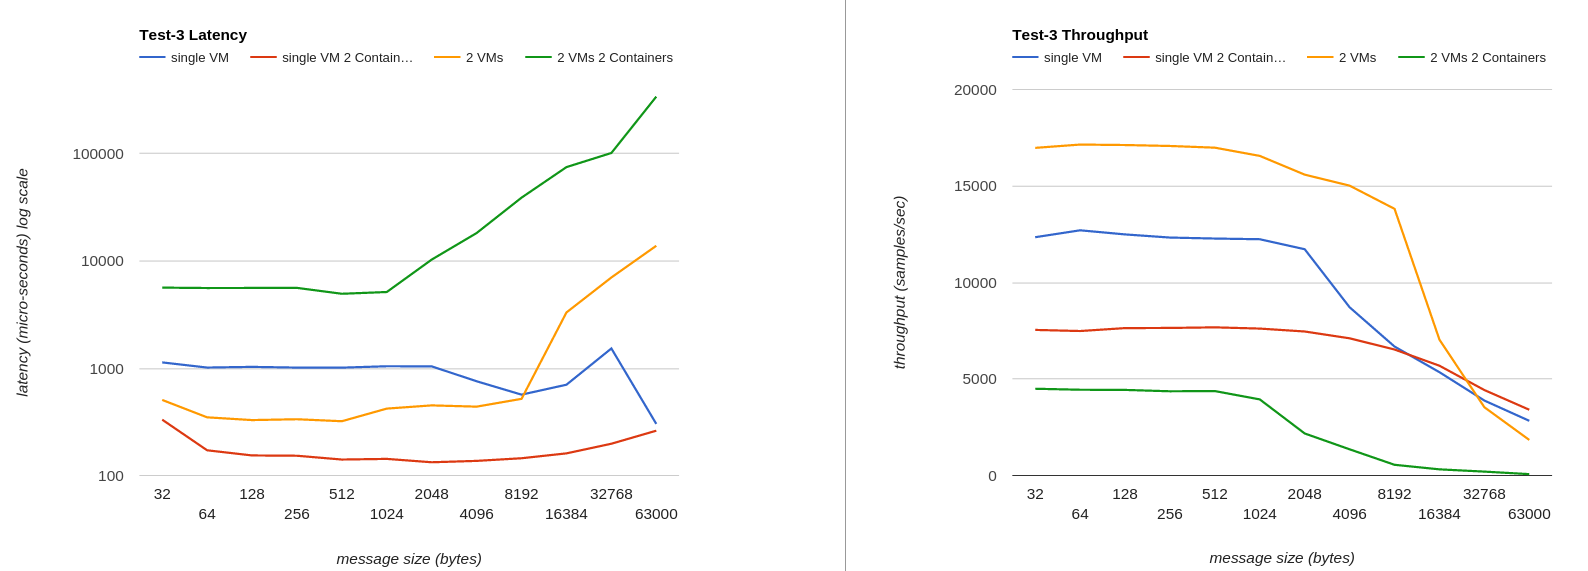 Test-3 Latency
single VM single VM 2 Contain… 2 VMs 2 VMs 2 Containers
latency (micro-seconds) log scale
100000
10000
1000
100
32 128 512 2048 8192 32768
64 256 1024 4096 16384 63000
message size (bytes)
Test-3 Throughput
single VM single VM 2 Contain… 2 VMs 2 VMs 2 Containers
throughput (samples/sec)
20000
15000
10000
5000
0
32 128 512 2048 8192 32768
64 256 1024 4096 16384 63000
message size (bytes)